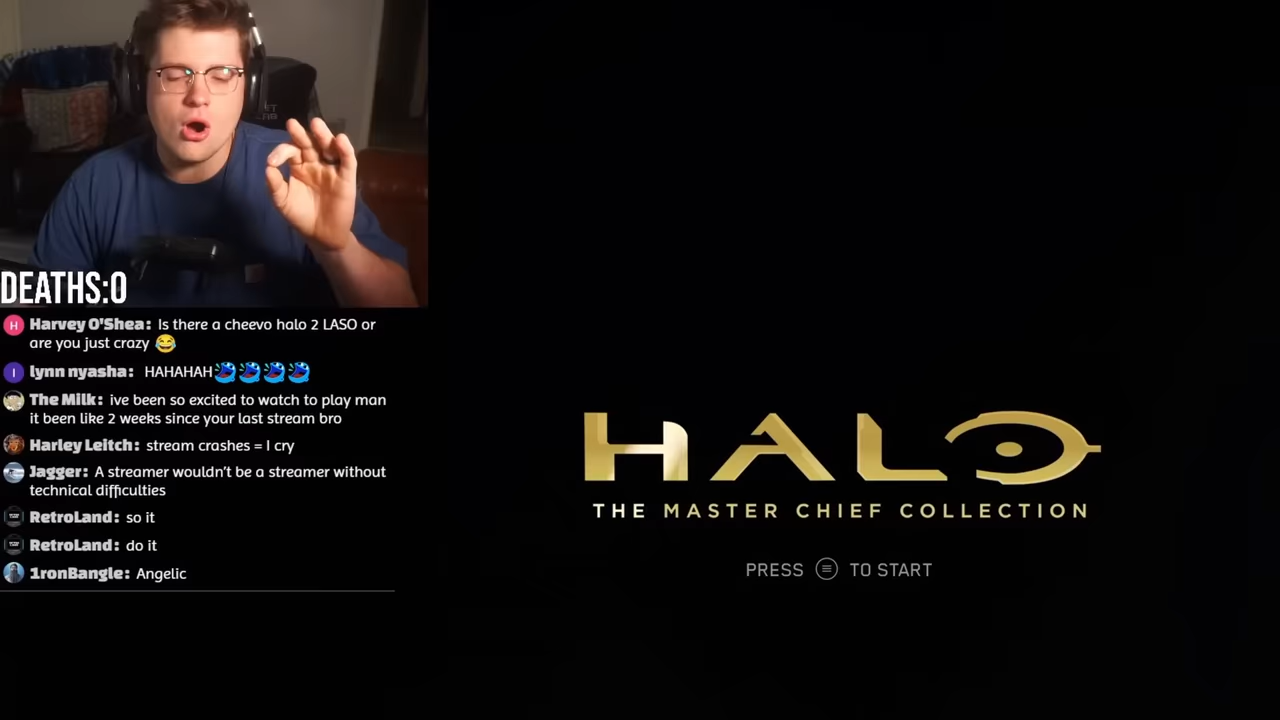 DEATHS:0
Harvey O'Shea: Is there a cheevo halo 2 LASO or
are you just crazy 😂
lynn nyasha: HAHAHAH
The Milk: ive been so excited to watch to play man
it been like 2 weeks since your last stream bro
Harley Leitch: stream crashes = I cry
Jagger: A streamer wouldn't be a streamer without
technical difficulties
RetroLand: so it
RetroLand: do it
1ronBangle: Angelic
HALO
THE MASTER CHIEF COLLECTION
PRESS ≡ TO START